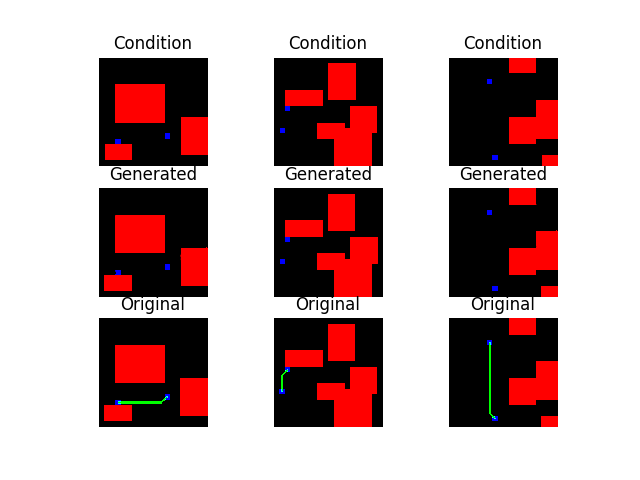 Condition Condition Condition
Generated Generated Generated
Original Original Original